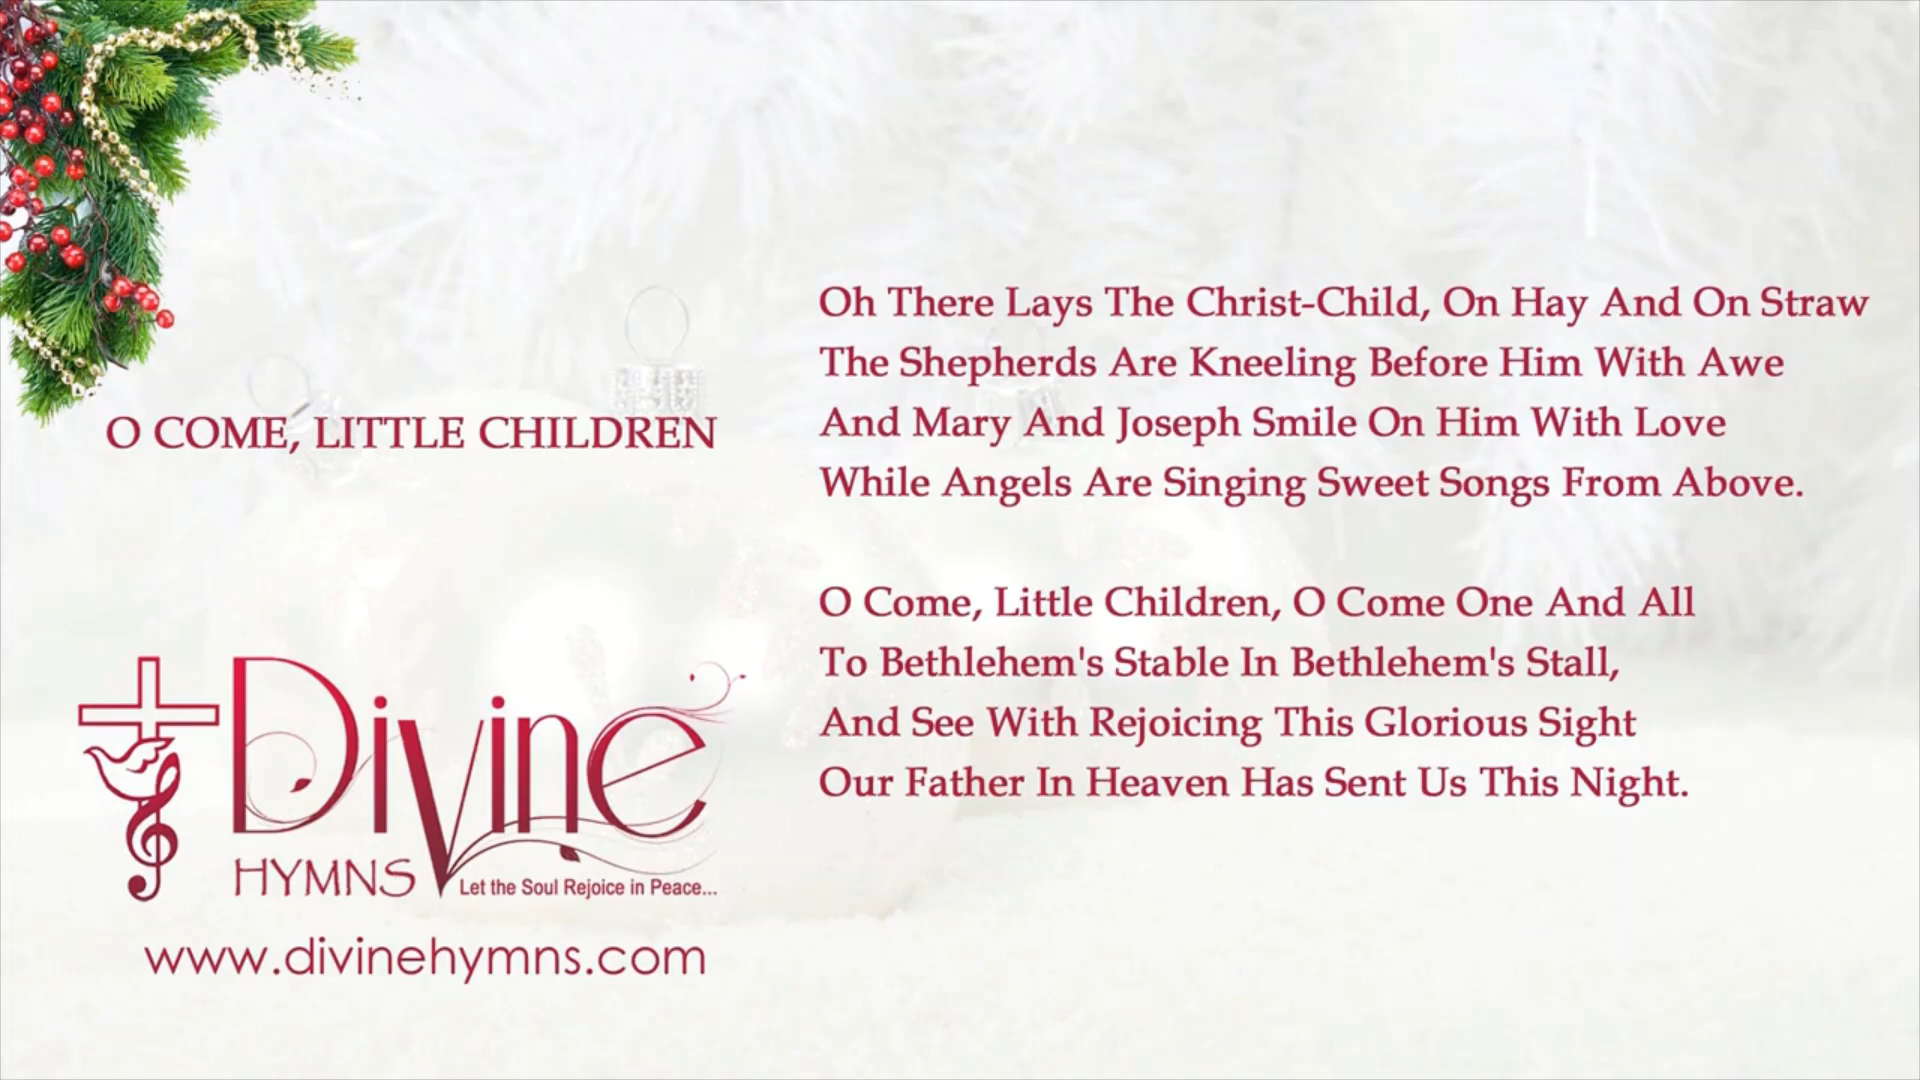 O COME, LITTLE CHILDREN
Divine
HYMNS
Let the Soul Rejoice in Peace...
www.divinehymns.com
Oh There Lays The Christ-Child, On Hay And On Straw
The Shepherds Are Kneeling Before Him With Awe
And Mary And Joseph Smile On Him With Love
While Angels Are Singing Sweet Songs From Above.
O Come, Little Children, O Come One And All
To Bethlehem's Stable In Bethlehem's Stall,
And See With Rejoicing This Glorious Sight
Our Father In Heaven Has Sent Us This Night.